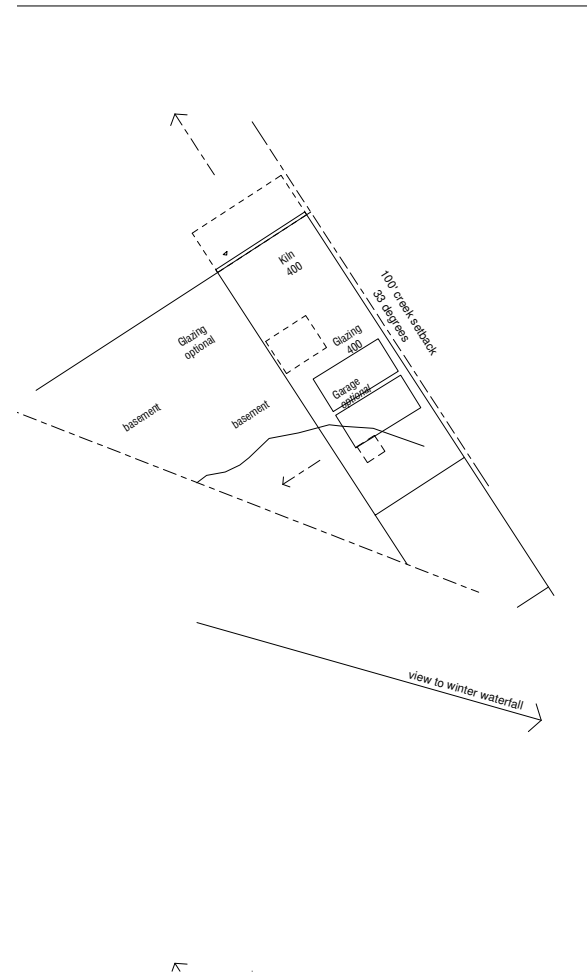 Kiln
400
100' creek setback
33 degrees
Glazing
optional
Glazing
400
Garage
optional
basement
basement
view to winter waterfall